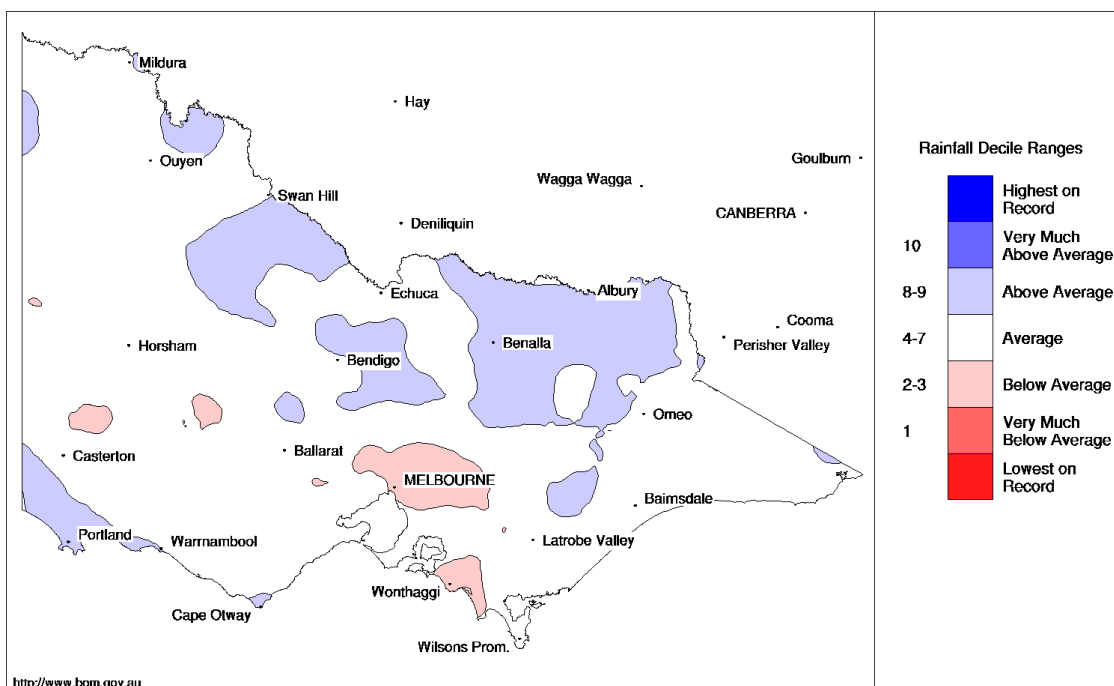 Mildura
Hay
Ouyen
Goulburn
Wagga Wagga
Swan Hill
CANBERRA
Deniliquin
Echuca
Albury
Cooma
Horsham
Benalla
Perisher Valley
Bendigo
Omeo
Casterton
Ballarat
MELBOURNE
Bairnsdale
Portland
Warrnambool
Latrobe Valley
Wonthaggi
Cape Otway
Wilsons Prom.
http://www.bom.gov.au
Rainfall Decile Ranges
Highest on
Record
10
Very Much
Above Average
8-9
Above Average
4-7
Average
2-3
Below Average
1
Very Much
Below Average
Lowest on
Record